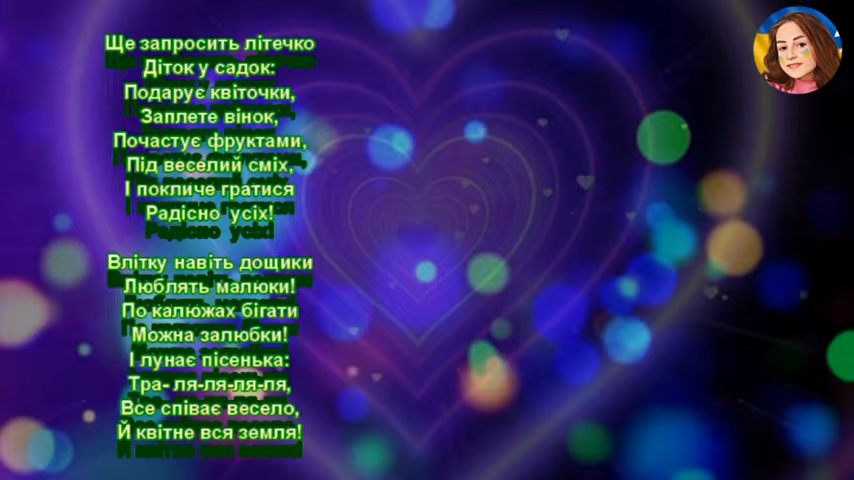 Ще запросить літечко
Діток у садок:
Подарує квіточки,
Заплете вінок,
Почастує фруктами,
Під веселий сміх,
І покличе гратися
Радісно усіх!
Влітку навіть дощики
Люблять малюки!
По калюжах бігати
Можна залюбки!
І лунає пісенька:
Тра- ля-ля-ля-ля,
Все співає весело,
Й квітне вся земля!